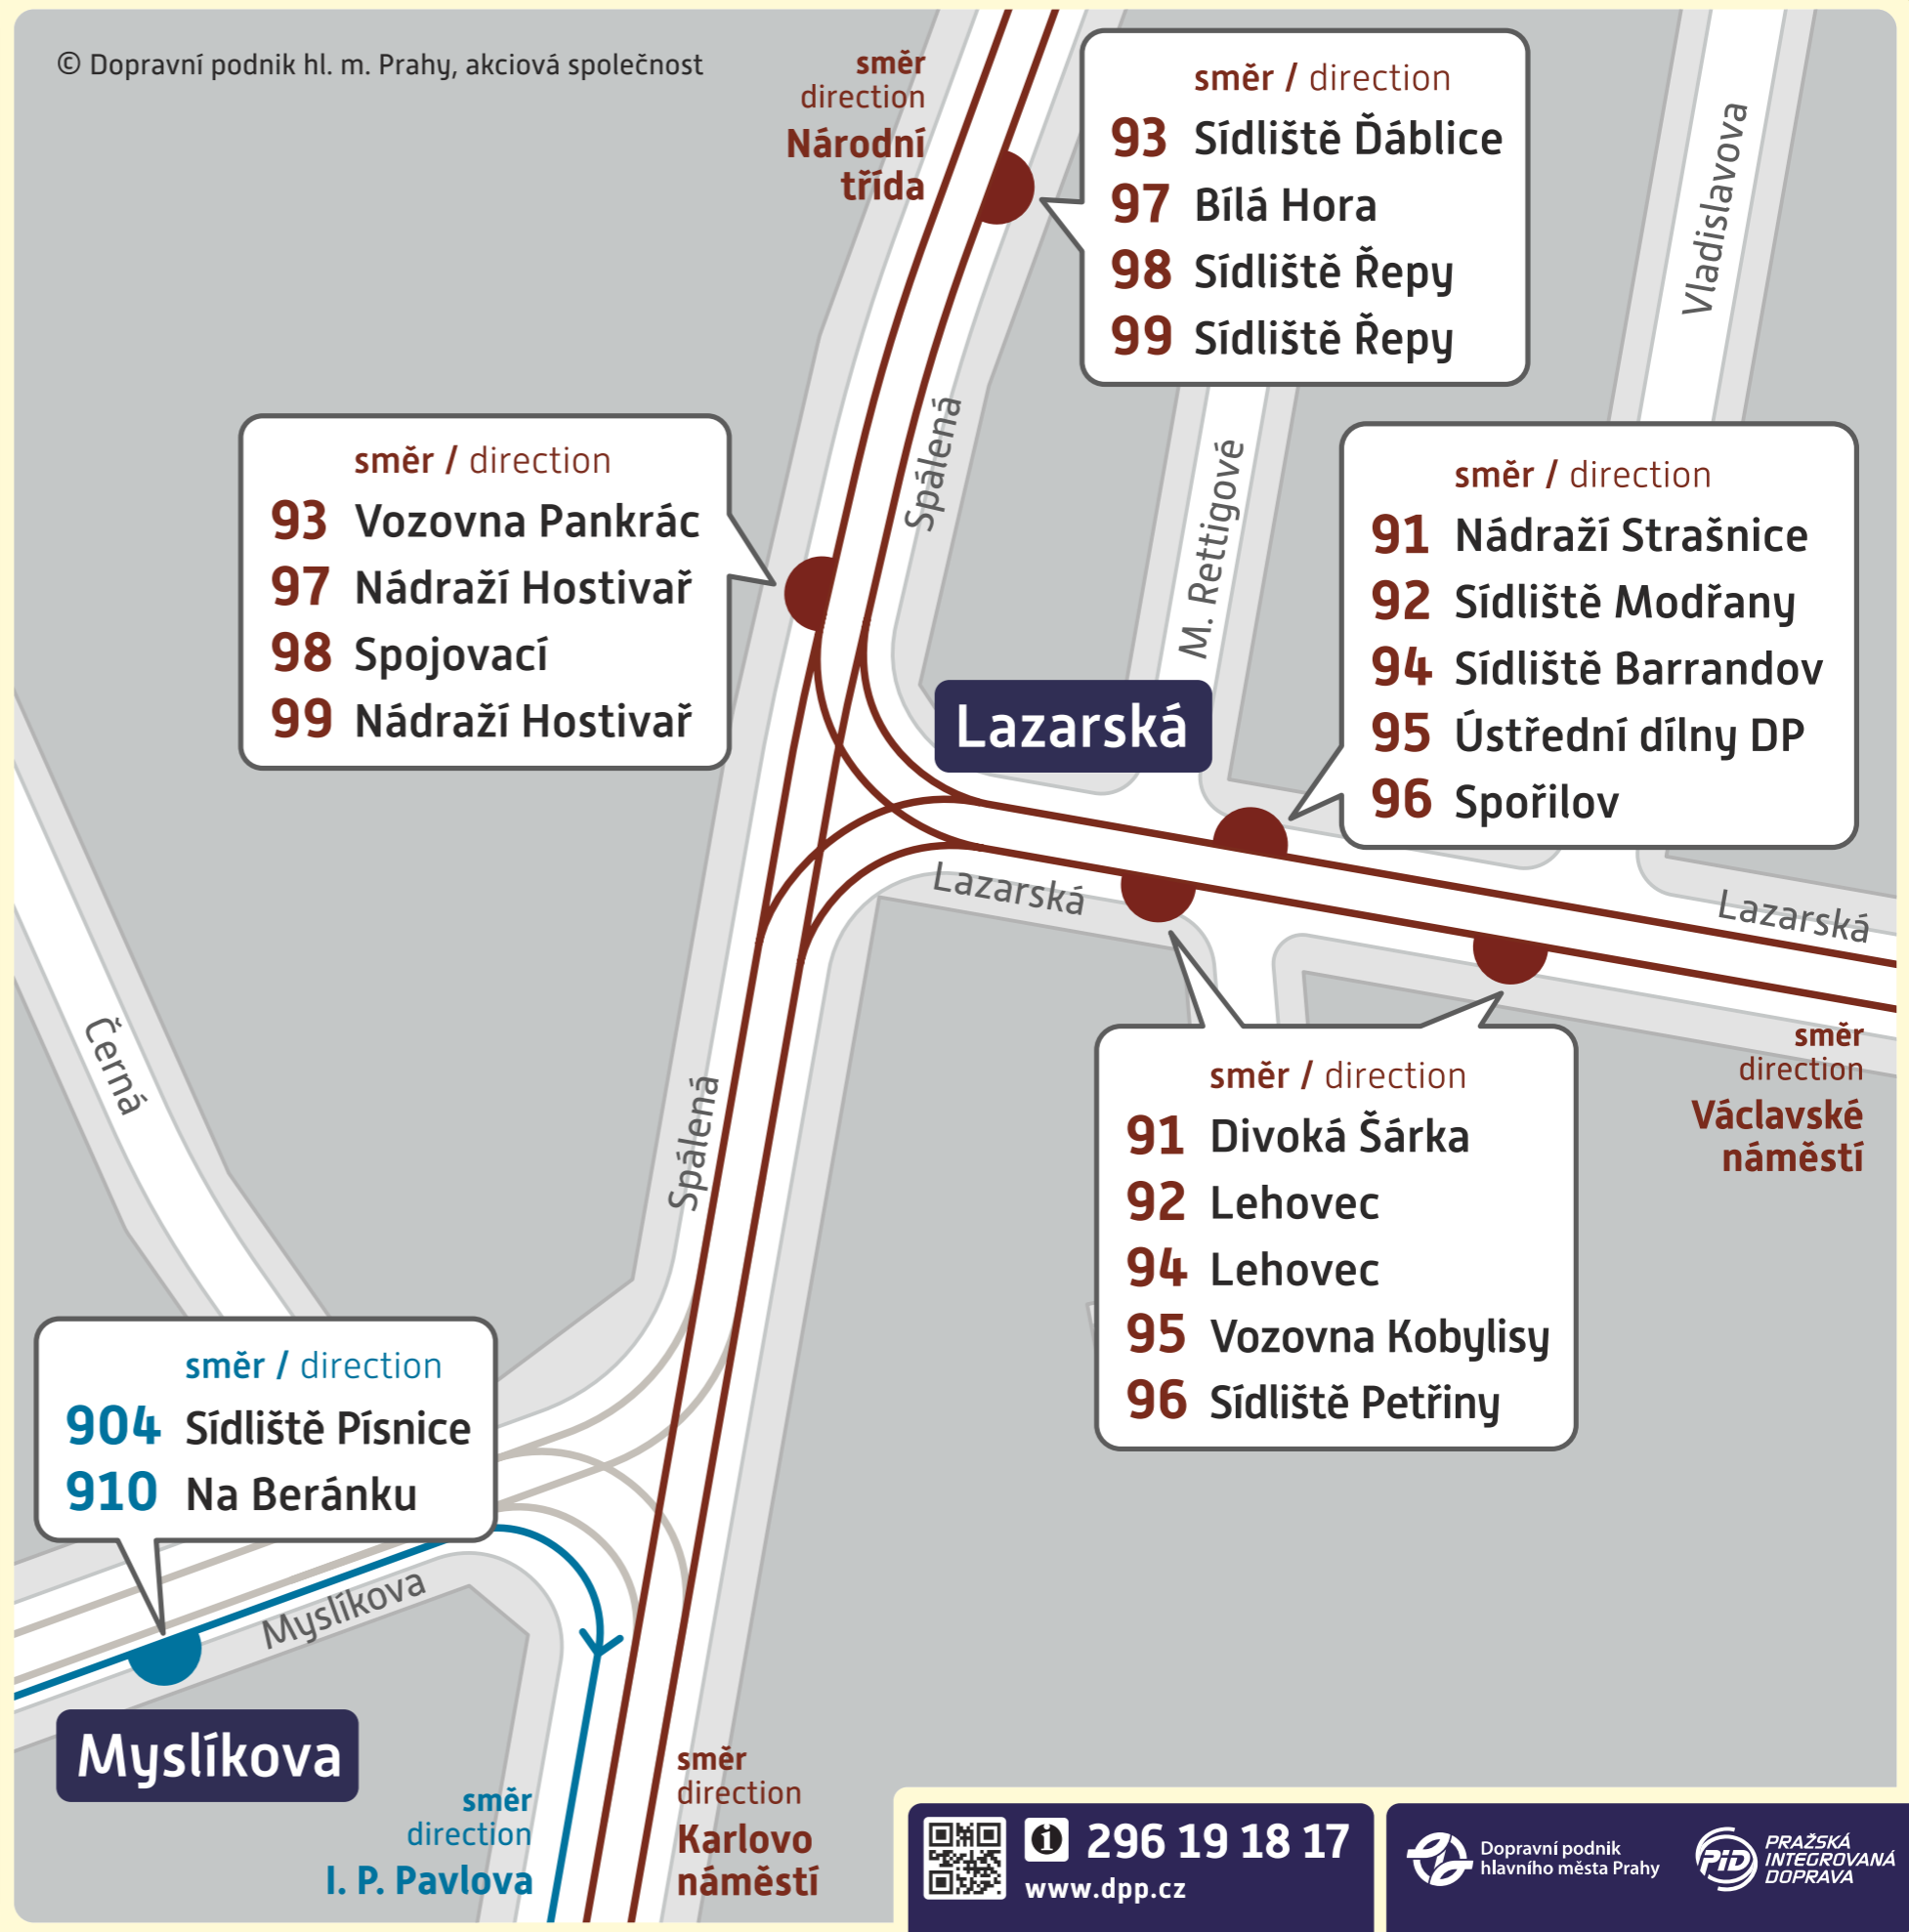 © Dopravní podnik hl. m. Prahy, akciová společnost
směr
direction
Národní
třída
směr / direction
93 Sídliště Ďáblice
97 Bílá Hora
98 Sídliště Řepy
99 Sídliště Řepy
Vladislavova
Spálená
M. Rettigové
směr / direction
93 Vozovna Pankrác
97 Nádraží Hostivař
98 Spojovací
99 Nádraží Hostivař
směr / direction
91 Nádraží Strašnice
92 Sídliště Modřany
94 Sídliště Barrandov
95 Ústřední dílny DP
96 Spořilov
Lazarská
Lazarská
Lazarská
směr
direction
Václavské
náměstí
Černá
Spálená
směr / direction
91 Divoká Šárka
92 Lehovec
94 Lehovec
95 Vozovna Kobylisy
96 Sídliště Petřiny
směr / direction
904 Sídliště Písnice
910 Na Beránku
Myslíkova
Myslíkova
směr
direction
I. P. Pavlova
směr
direction
Karlovo
náměstí
i 296 19 18 17
www.dpp.cz
Dopravní podnik
hlavního města Prahy
PiD
PRAŽSKÁ
INTEGROVANÁ
DOPRAVA